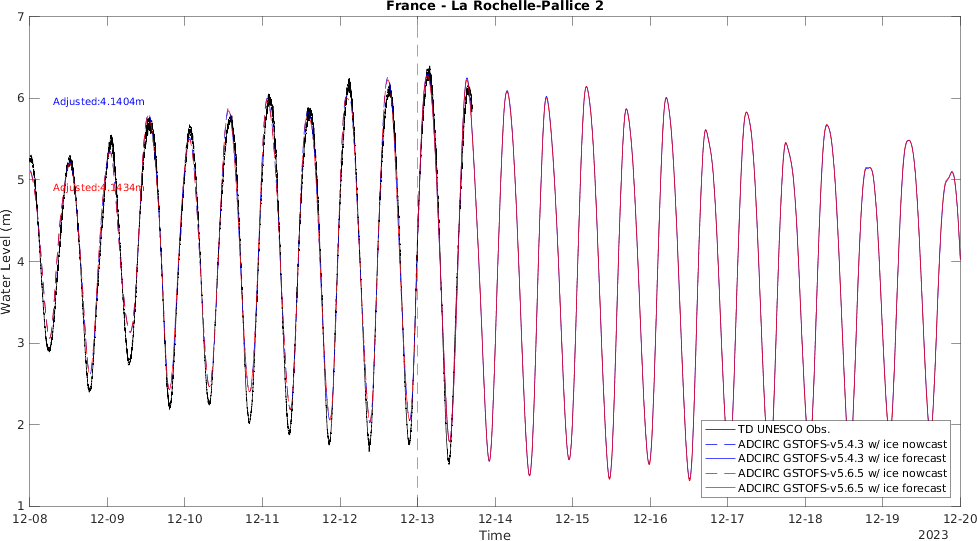 France - La Rochelle-Pallice 2
7
6
5
4
3
2
1
Water Level (m)
Adjusted:4.1404m
Adjusted:4.1434m
TD UNESCO Obs.
ADCIRC GSTOFS-v5.4.3 w/ ice nowcast
ADCIRC GSTOFS-v5.4.3 w/ ice forecast
ADCIRC GSTOFS-v5.6.5 w/ ice nowcast
ADCIRC GSTOFS-v5.6.5 w/ ice forecast
12-08 12-09 12-10 12-11 12-12 12-13 12-14 12-15 12-16 12-17 12-18 12-19 12-20
Time
2023